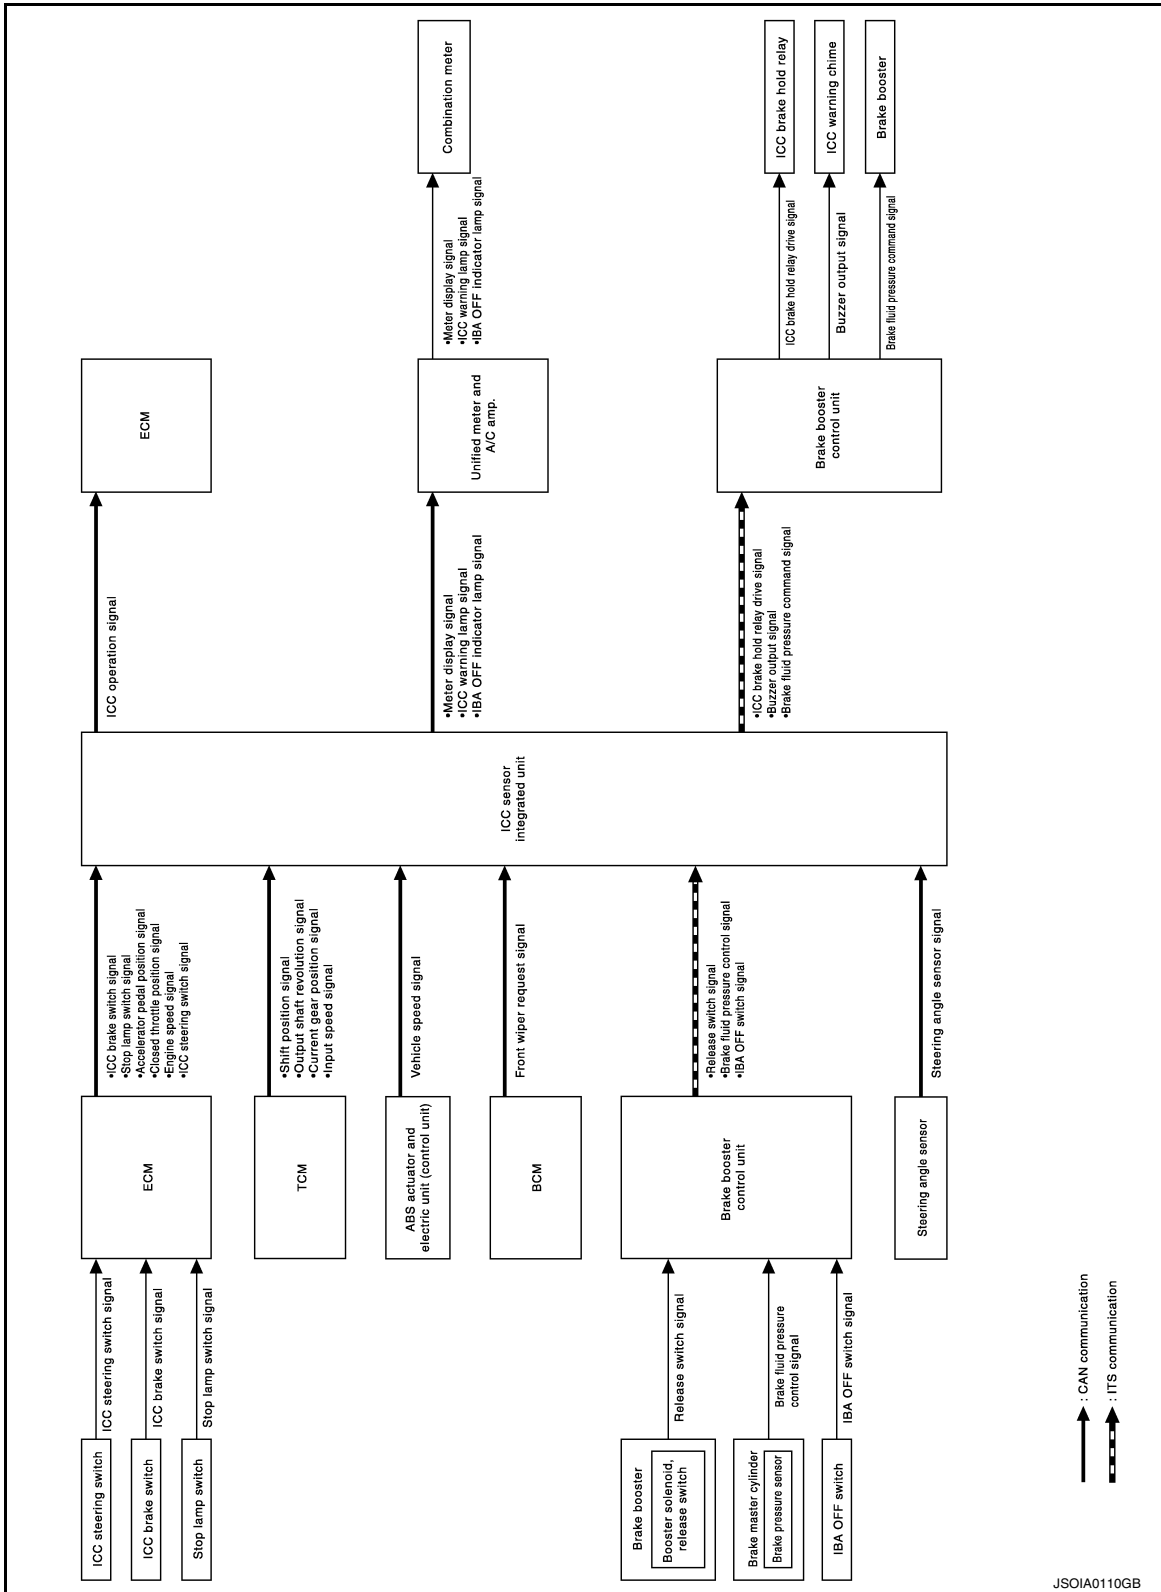 ICC steering switch
ICC brake switch
Stop lamp switch
ICC steering switch signal
ICC brake switch signal
Stop lamp switch signal
ECM
•ICC brake switch signal
•Stop lamp switch signal
•Accelerator pedal position signal
•Closed throttle position signal
•Engine speed signal
•ICC steering switch signal
TCM
•Shift position signal
•Output shaft revolution signal
•Current gear position signal
•Input speed signal
ABS actuator and
electric unit (control unit)
Vehicle speed signal
BCM
Front wiper request signal
Brake booster
Booster solenoid,
release switch
Brake master cylinder
Brake pressure sensor
IBA OFF switch
Release switch signal
Brake fluid pressure
control signal
IBA OFF switch signal
Brake booster
control unit
•Release switch signal
•Brake fluid pressure control signal
•IBA OFF switch signal
Steering angle sensor
Steering angle sensor signal
ICC sensor
integrated unit
ICC operation signal
ECM
•Meter display signal
•ICC warning lamp signal
•IBA OFF indicator lamp signal
Unified meter and
A/C amp.
•Meter display signal
•ICC warning lamp signal
•IBA OFF indicator lamp signal
Combination meter
•ICC brake hold relay drive signal
•Buzzer output signal
•Brake fluid pressure command signal
Brake booster
control unit
ICC brake hold relay drive signal
Buzzer output signal
Brake fluid pressure command signal
ICC brake hold relay
ICC warning chime
Brake booster
: CAN communication
: ITS communication
JSOIA0110GB